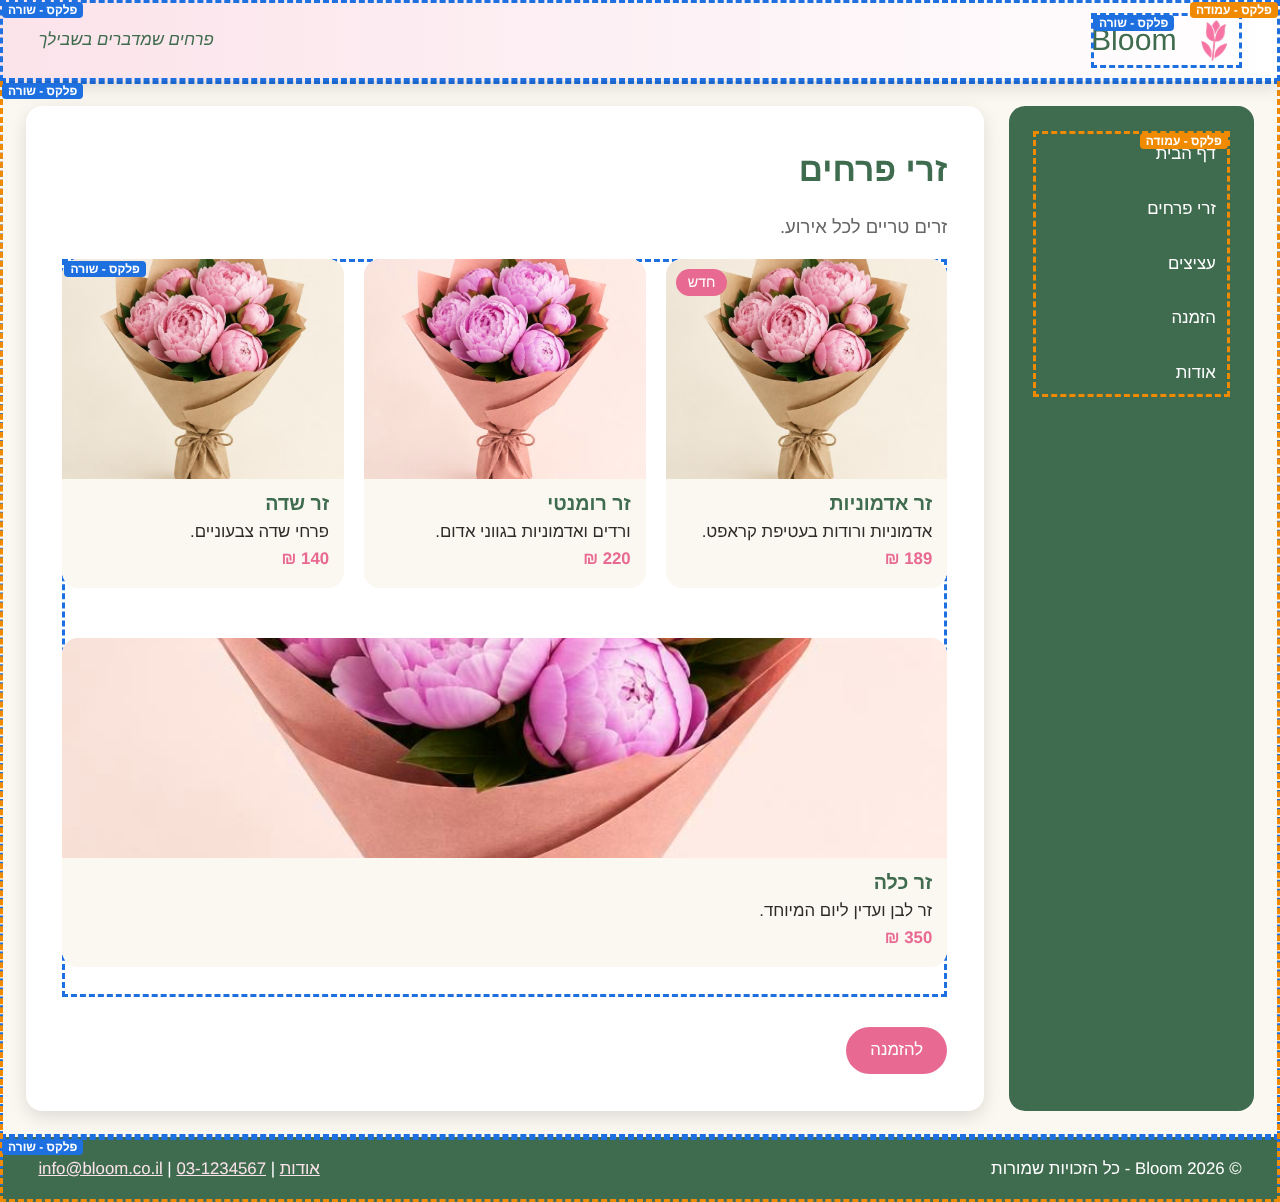 פלקס - עמודה
פלקס - שורה
פלקס - שורה
Bloom
פרחים שמדברים בשבילך
פלקס - שורה
פלקס - עמודה
דף הבית
זרי פרחים
עציצים
הזמנה
אודות
זרי פרחים
זרים טריים לכל אירוע.
פלקס - שורה
חדש
זר אדמוניות
אדמוניות ורודות בעטיפת קראפט.
189 ₪
זר רומנטי
ורדים ואדמוניות בגווני אדום.
220 ₪
זר שדה
פרחי שדה צבעוניים.
140 ₪
זר כלה
זר לבן ועדין ליום המיוחד.
350 ₪
להזמנה
פלקס - שורה
© 2026 Bloom - כל הזכויות שמורות
אודות | 03-1234567 | info@bloom.co.il